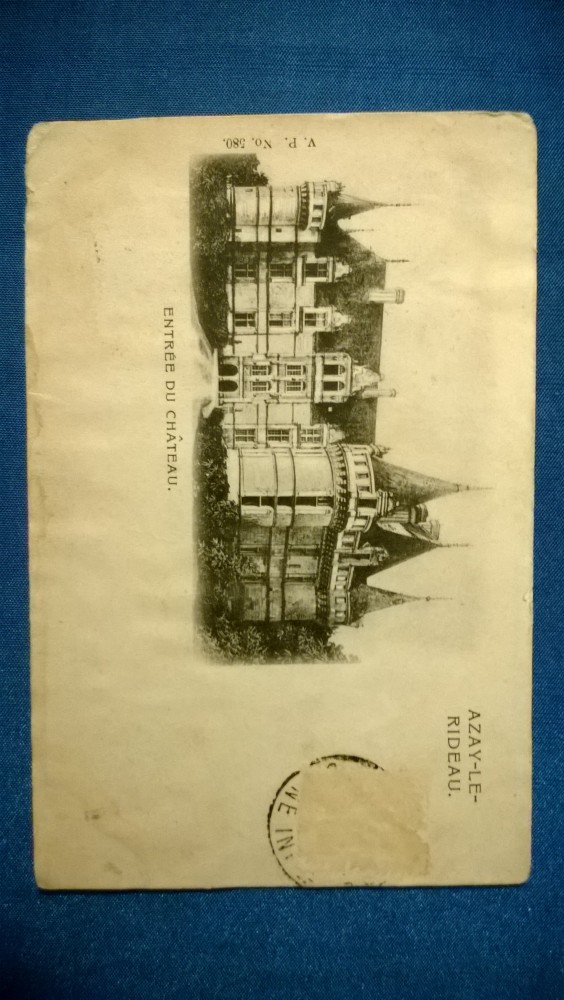 AZAY-LE-
RIDEAU.
V. P. No. 580.
ENTRÉE DU CHÂTEAU.